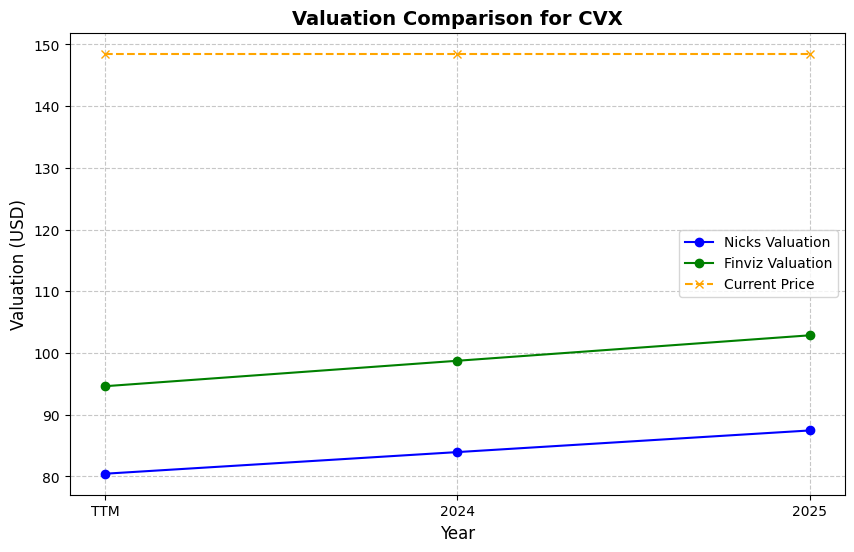 Valuation Comparison for CVX
Valuation (USD)
150
140
130
120
110
100
90
80
Nicks Valuation
Finviz Valuation
Current Price
TTM 2024 2025
Year